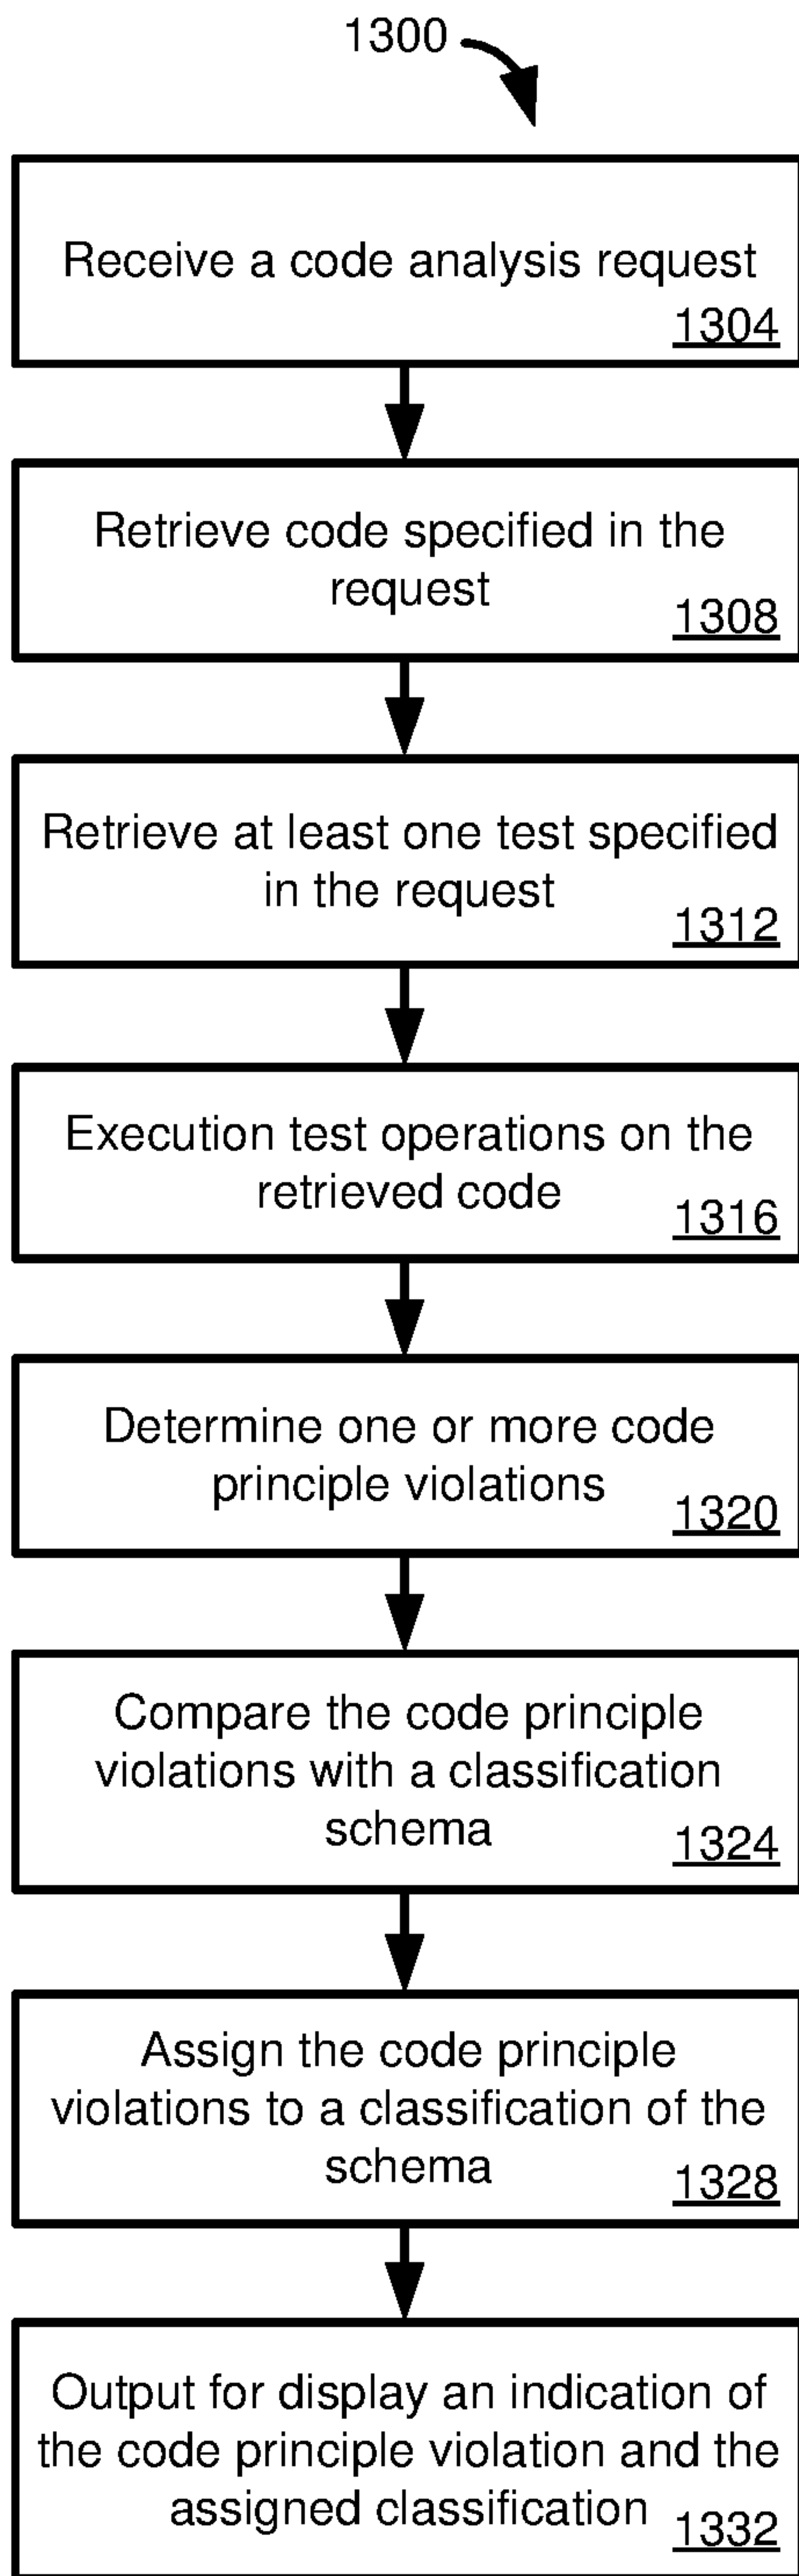 1300
Receive a code analysis request
1304
Retrieve code specified in the
request
1308
Retrieve at least one test specified
in the request
1312
Execution test operations on the
retrieved code
1316
Determine one or more code
principle violations
1320
Compare the code principle
violations with a classification
schema
1324
Assign the code principle
violations to a classification of the
schema
1328
Output for display an indication of
the code principle violation and the
assigned classification
1332